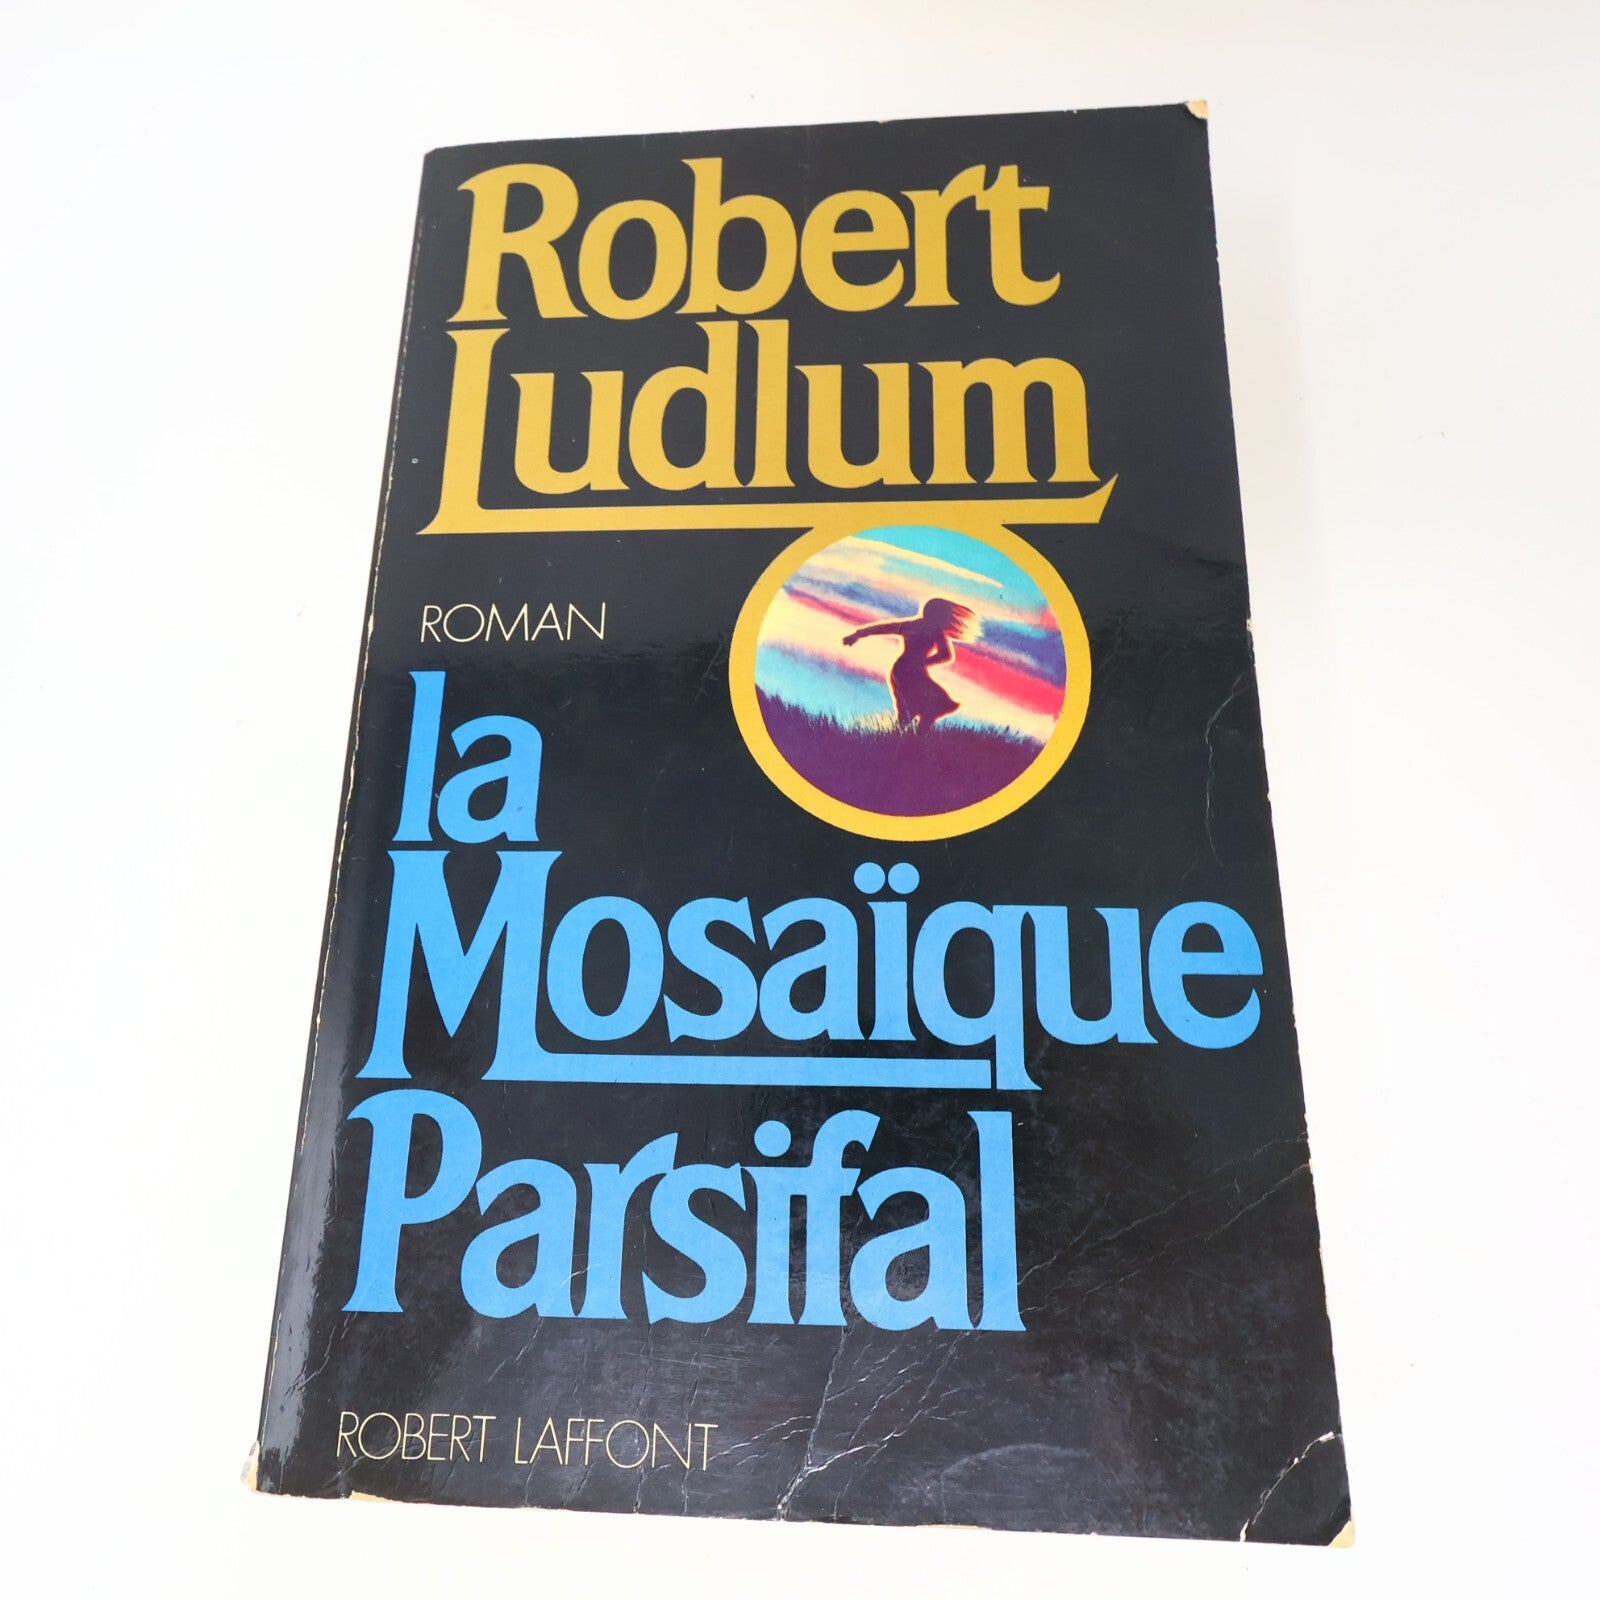 Robert
Ludlum
ROMAN
la
Mosaïque
Parsifal
ROBERT LAFFONT